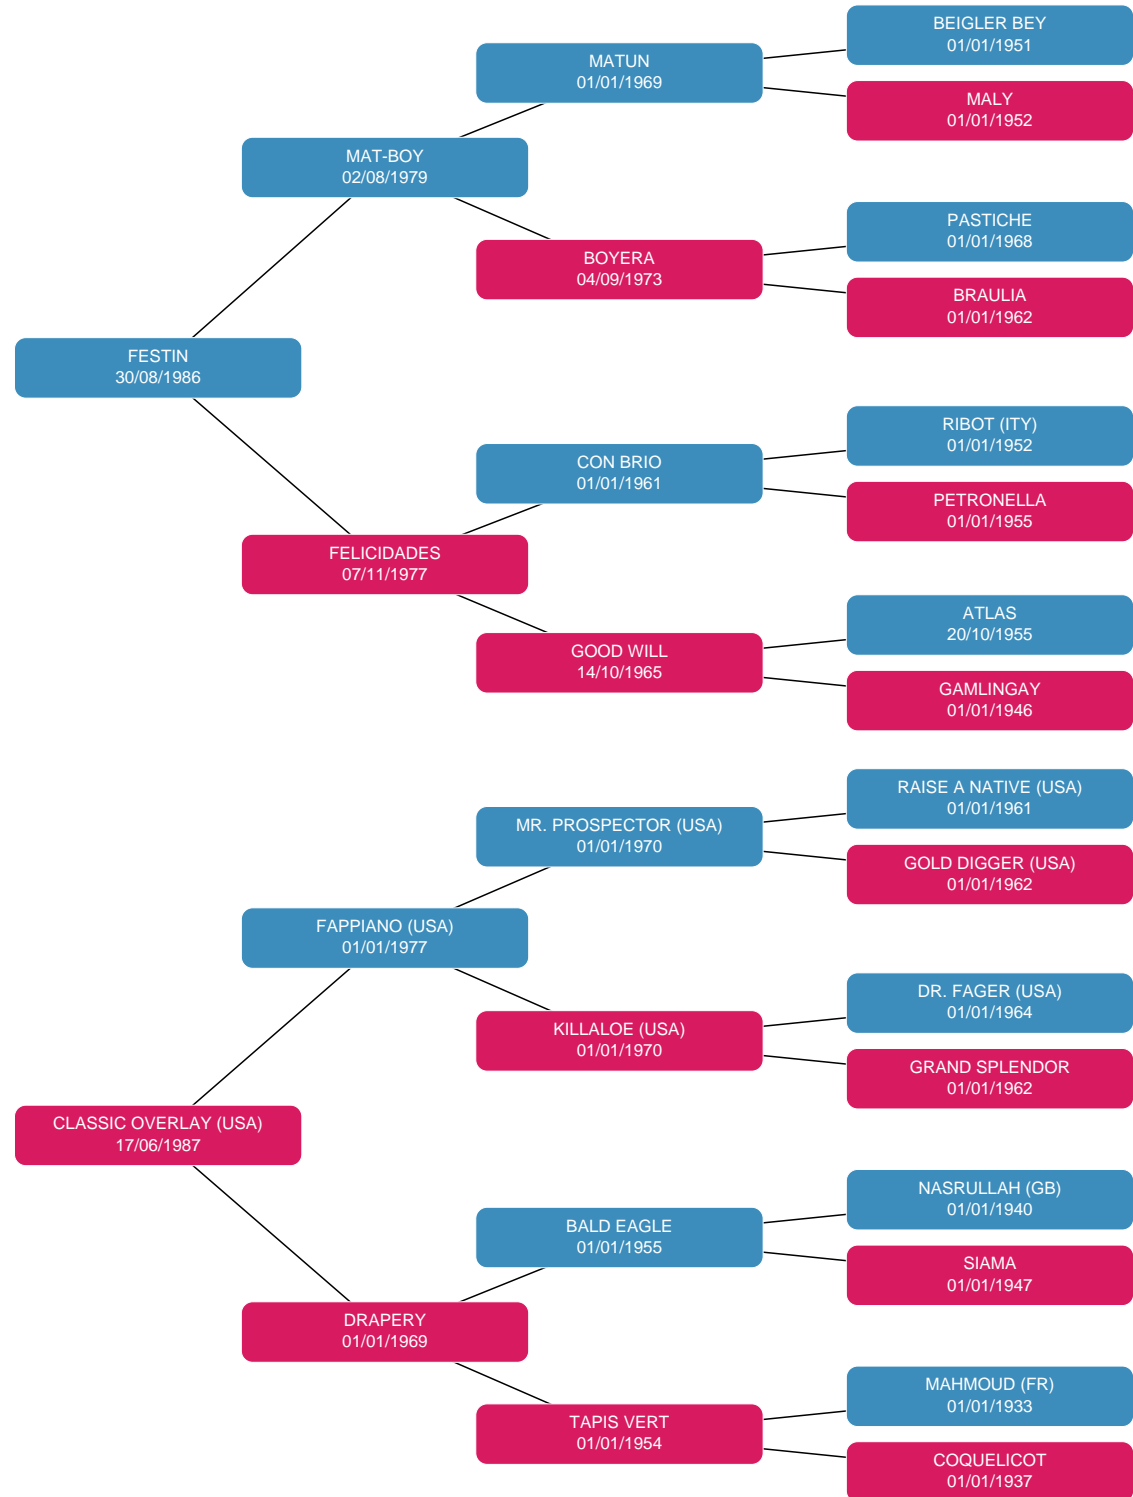 BEIGLER BEY
01/01/1951
MATUN
01/01/1969
MALY
01/01/1952
MAT-BOY
02/08/1979
PASTICHE
01/01/1968
BOYERA
04/09/1973
BRAULIA
01/01/1962
FESTIN
30/08/1986
RIBOT (ITY)
01/01/1952
CON BRIO
01/01/1961
PETRONELLA
01/01/1955
FELICIDADES
07/11/1977
ATLAS
20/10/1955
GOOD WILL
14/10/1965
GAMLINGAY
01/01/1946
RAISE A NATIVE (USA)
01/01/1961
MR. PROSPECTOR (USA)
01/01/1970
GOLD DIGGER (USA)
01/01/1962
FAPPIANO (USA)
01/01/1977
DR. FAGER (USA)
01/01/1964
KILLALOE (USA)
01/01/1970
GRAND SPLENDOR
01/01/1962
CLASSIC OVERLAY (USA)
17/06/1987
NASRULLAH (GB)
01/01/1940
BALD EAGLE
01/01/1955
SIAMA
01/01/1947
DRAPERY
01/01/1969
MAHMOUD (FR)
01/01/1933
TAPIS VERT
01/01/1954
COQUELICOT
01/01/1937